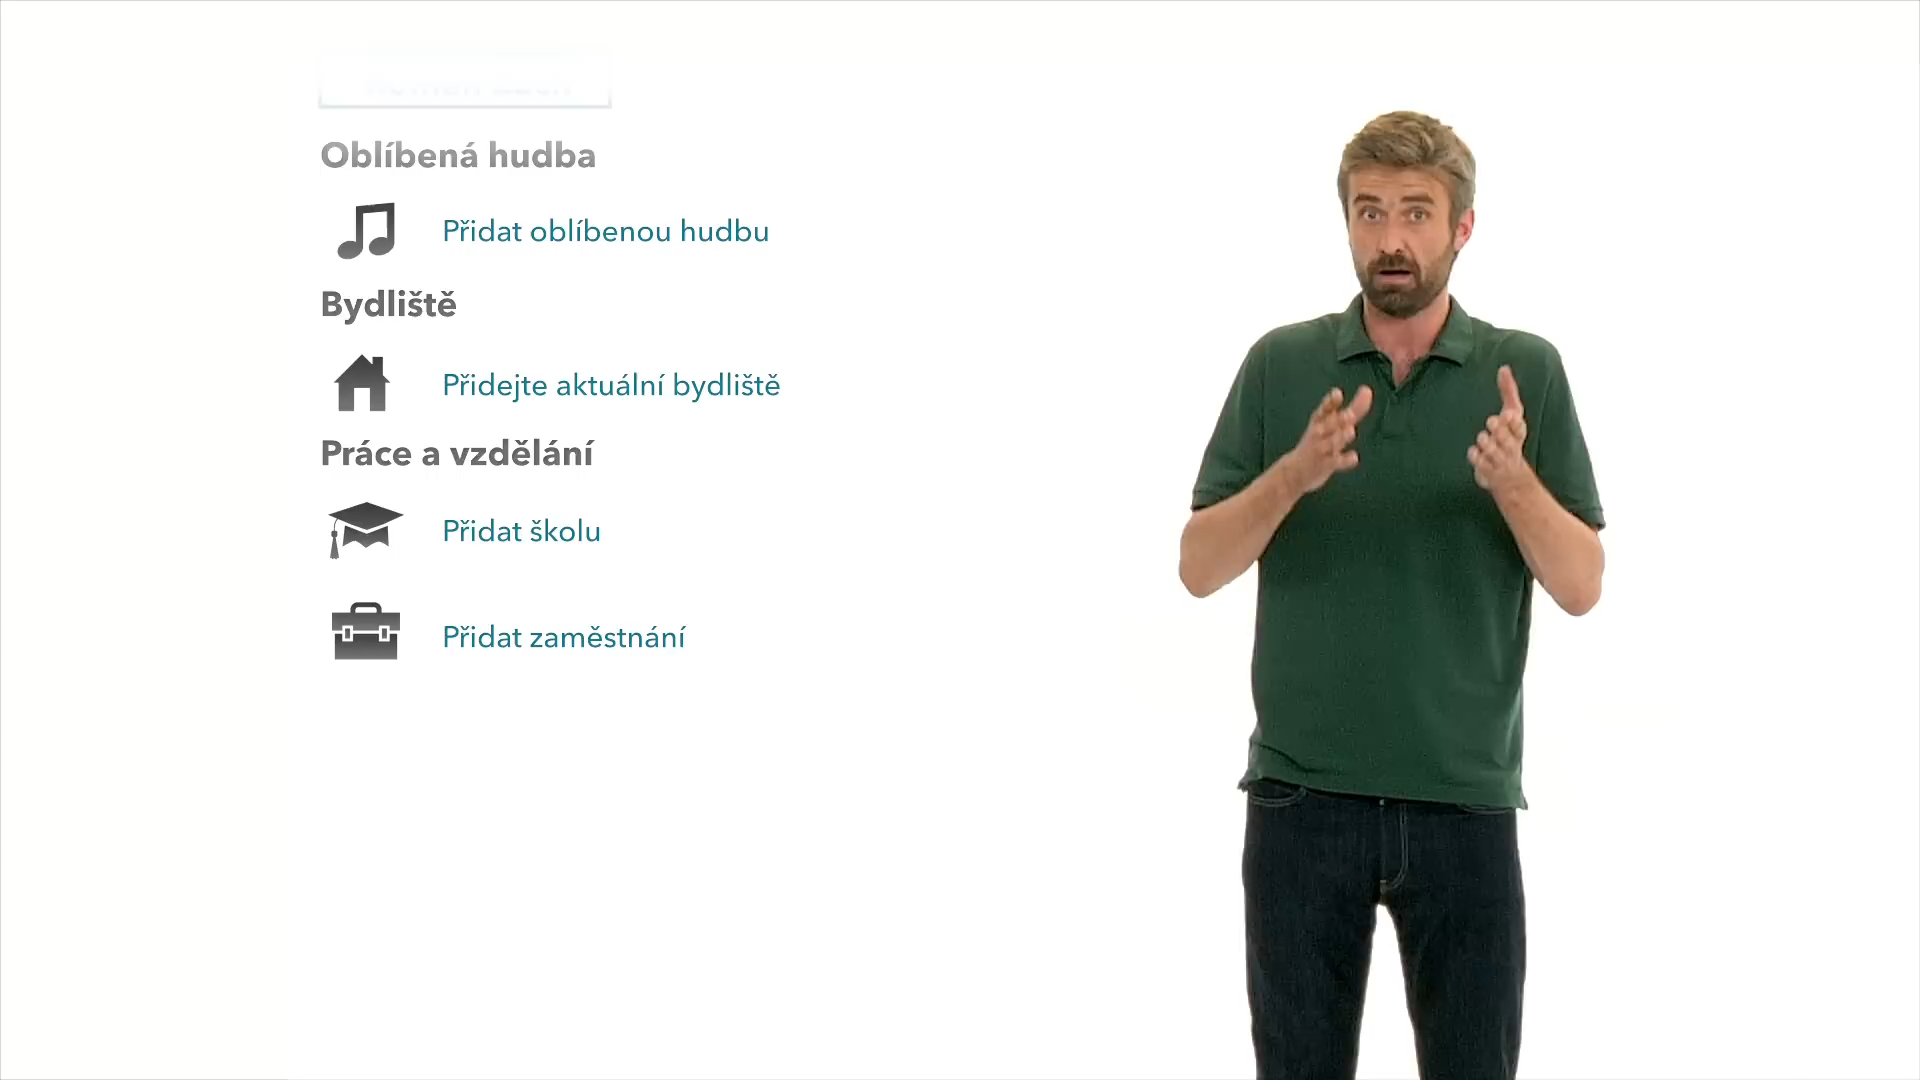 Oblíbená hudba
Přidat oblíbenou hudbu
Bydliště
Přidejte aktuální bydliště
Práce a vzdělání
Přidat školu
Přidat zaměstnání